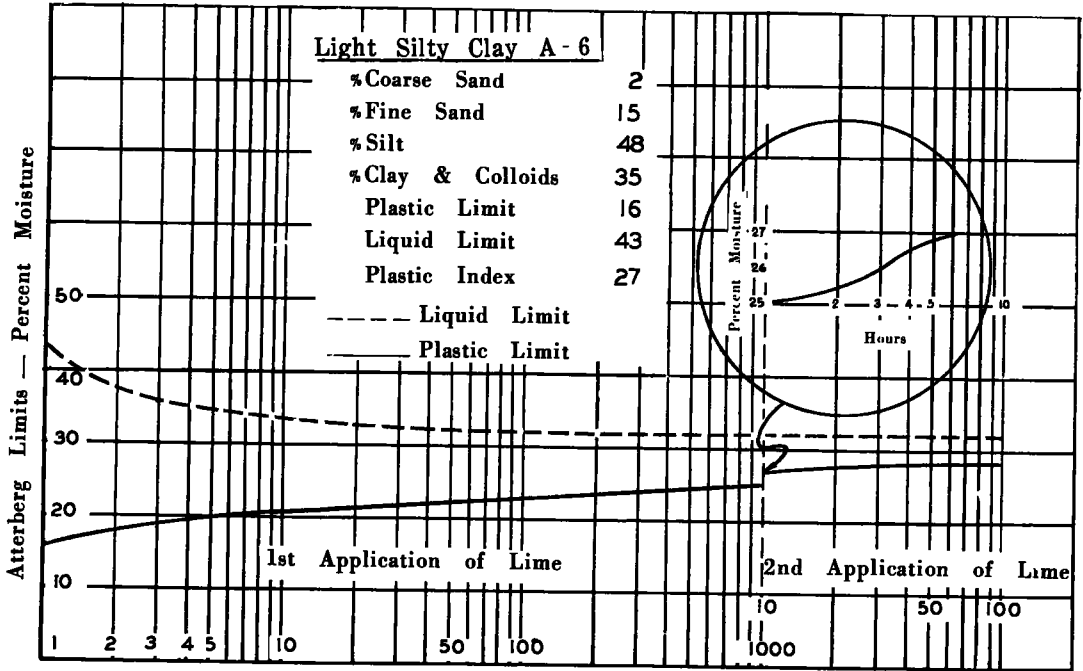 Light Silty Clay A-6
% Coarse Sand 2
% Fine Sand 15
% Silt 48
% Clay & Colloids 35
Plastic Limit 16
Liquid Limit 43
Plastic Index 27
Liquid Limit
Plastic Limit
Atterberg Limits — Percent Moisture
50
40
30
20
10
Percent Moisture
27
26
25 2 3 4 5 10
Hours
1st Application of Lime
2nd Application of Lime
10 50 100
1 2 3 4 5 10 50 100 1000